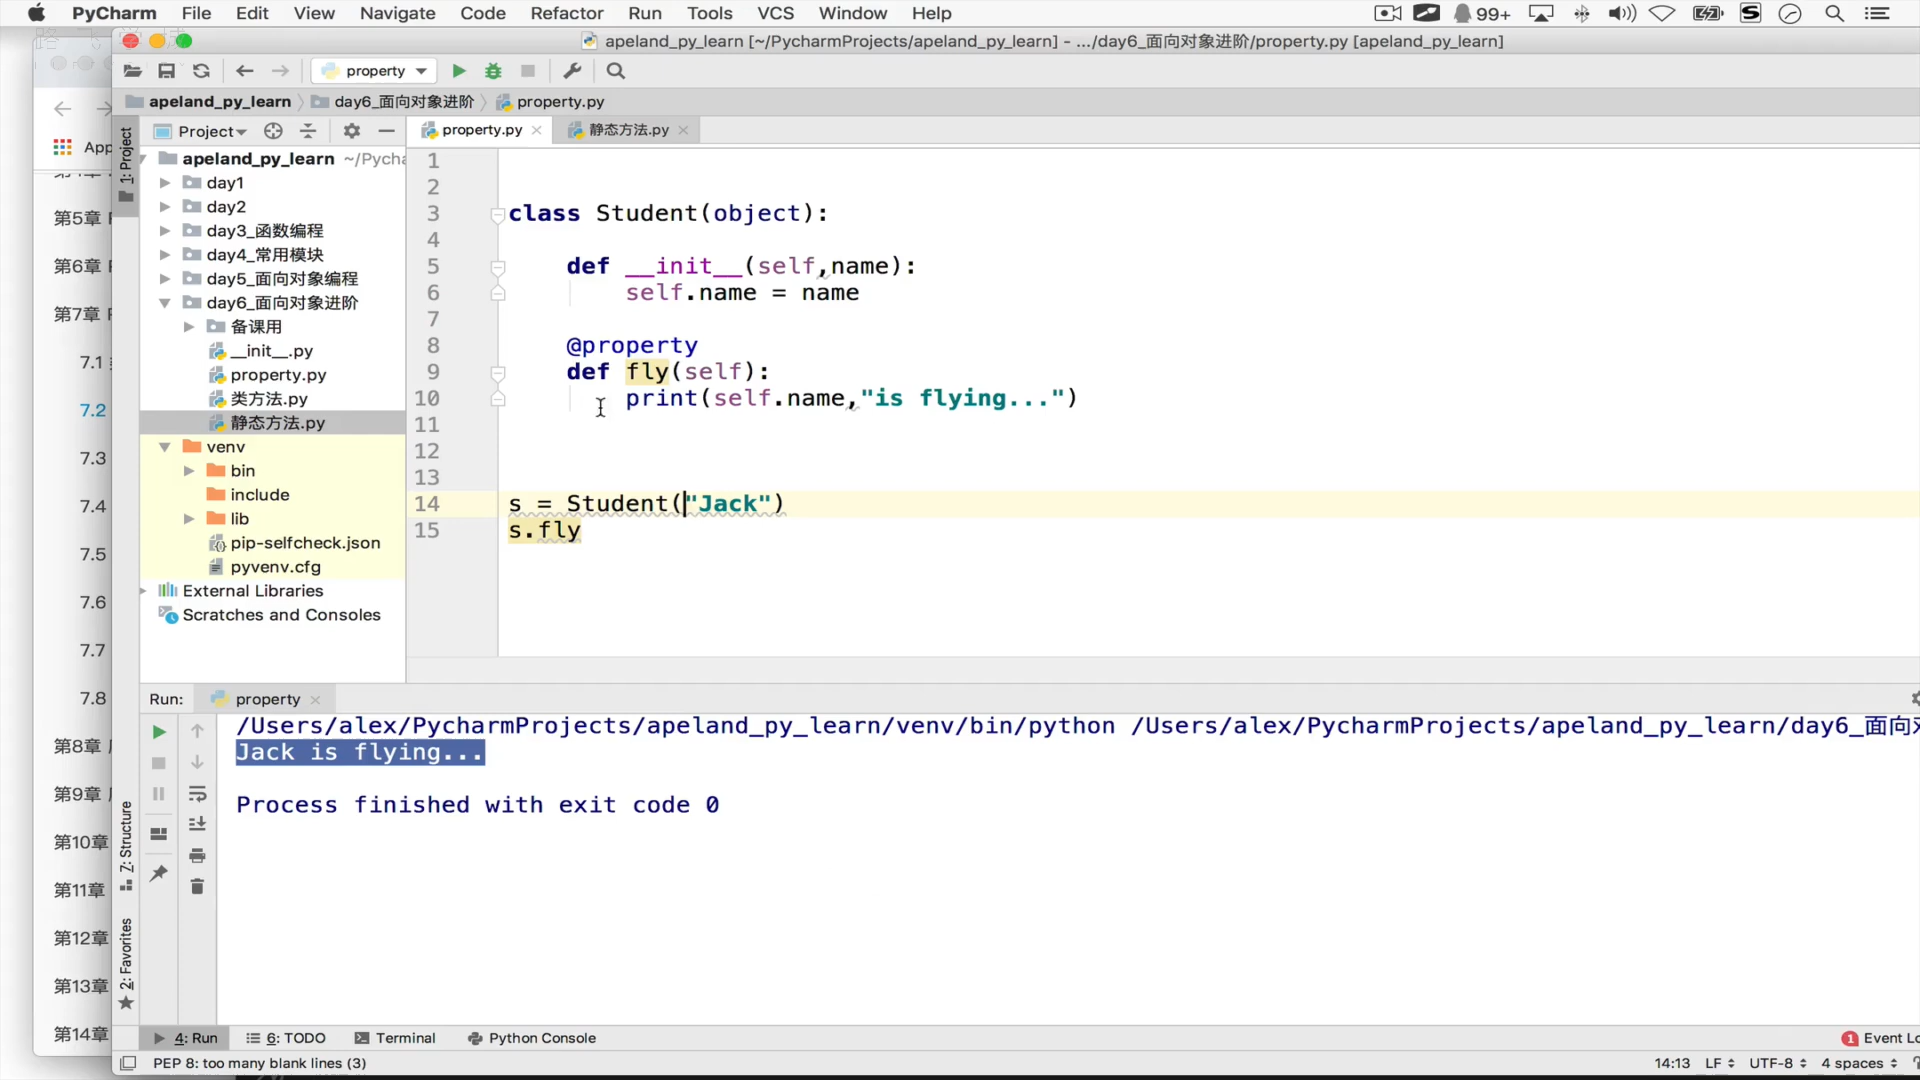 PyCharm File Edit View Navigate Code Refactor Run Tools VCS Window Help 99+
apeland_py_learn [~/PycharmProjects/apeland_py_learn] - .../day6_面向对象进阶/property.py [apeland_py_learn]
property
apeland_py_learn day6_面向对象进阶 property.py
Project
property.py
静态方法.py
1: Project
App
apeland_py_learn ~/Pycha
day1
day2
day3_函数编程
day4_常用模块
day5_面向对象编程
day6_面向对象进阶
备课用
__init__.py
property.py
类方法.py
静态方法.py
venv
bin
include
lib
pip-selfcheck.json
pyvenv.cfg
External Libraries
Scratches and Consoles
第5章
第6章
第7章
7.1
7.2
7.3
7.4
7.5
7.6
7.7
7.8
第8章
第9章
第10章
第11章
第12章
第13章
第14章
1
2
3 class Student(object):
4
5 def __init__(self,name):
6 self.name = name
7
8 @property
9 def fly(self):
10 print(self.name,"is flying...")
11
12
13
14 s = Student("Jack")
15 s.fly
Run: property
/Users/alex/PycharmProjects/apeland_py_learn/venv/bin/python /Users/alex/PycharmProjects/apeland_py_learn/day6_面向对
Jack is flying...
Process finished with exit code 0
Z: Structure
2: Favorites
4: Run 6: TODO Terminal Python Console 1 Event Lo
PEP 8: too many blank lines (3) 14:13 LF UTF-8 4 spaces